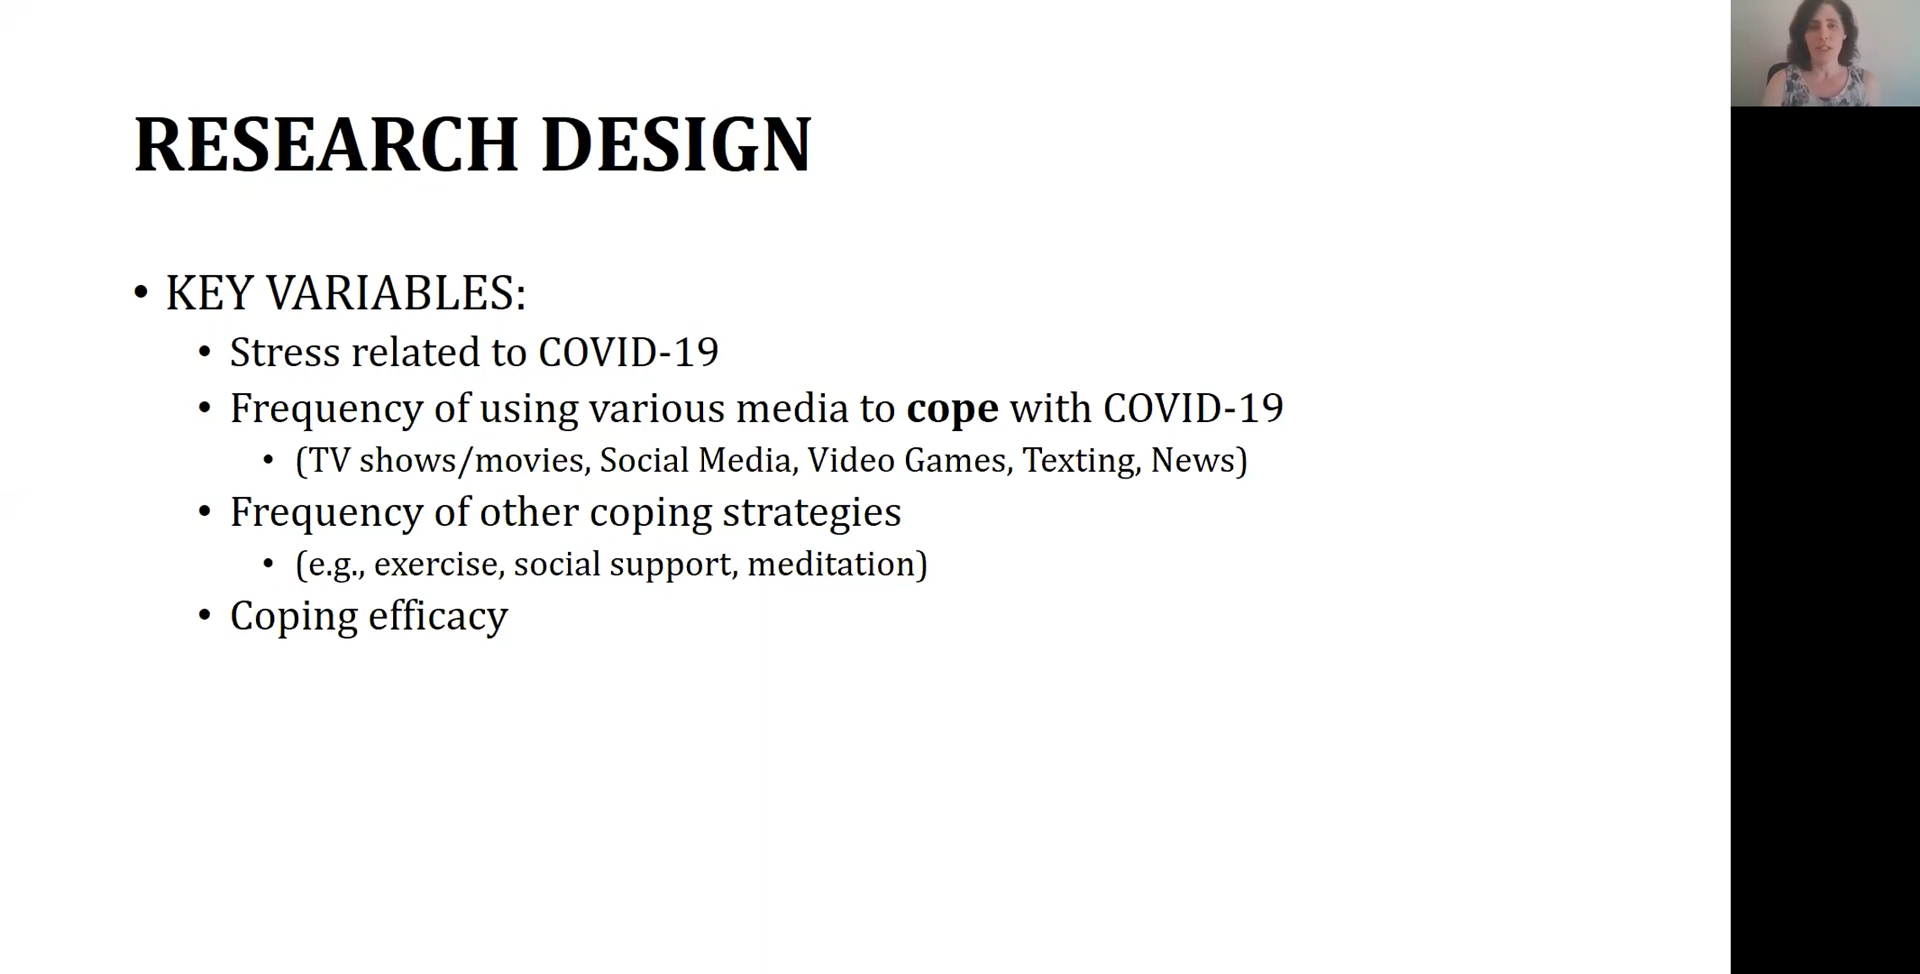 RESEARCH DESIGN
• KEY VARIABLES:
• Stress related to COVID-19
• Frequency of using various media to cope with COVID-19
• (TV shows/movies, Social Media, Video Games, Texting, News)
• Frequency of other coping strategies
• (e.g., exercise, social support, meditation)
• Coping efficacy